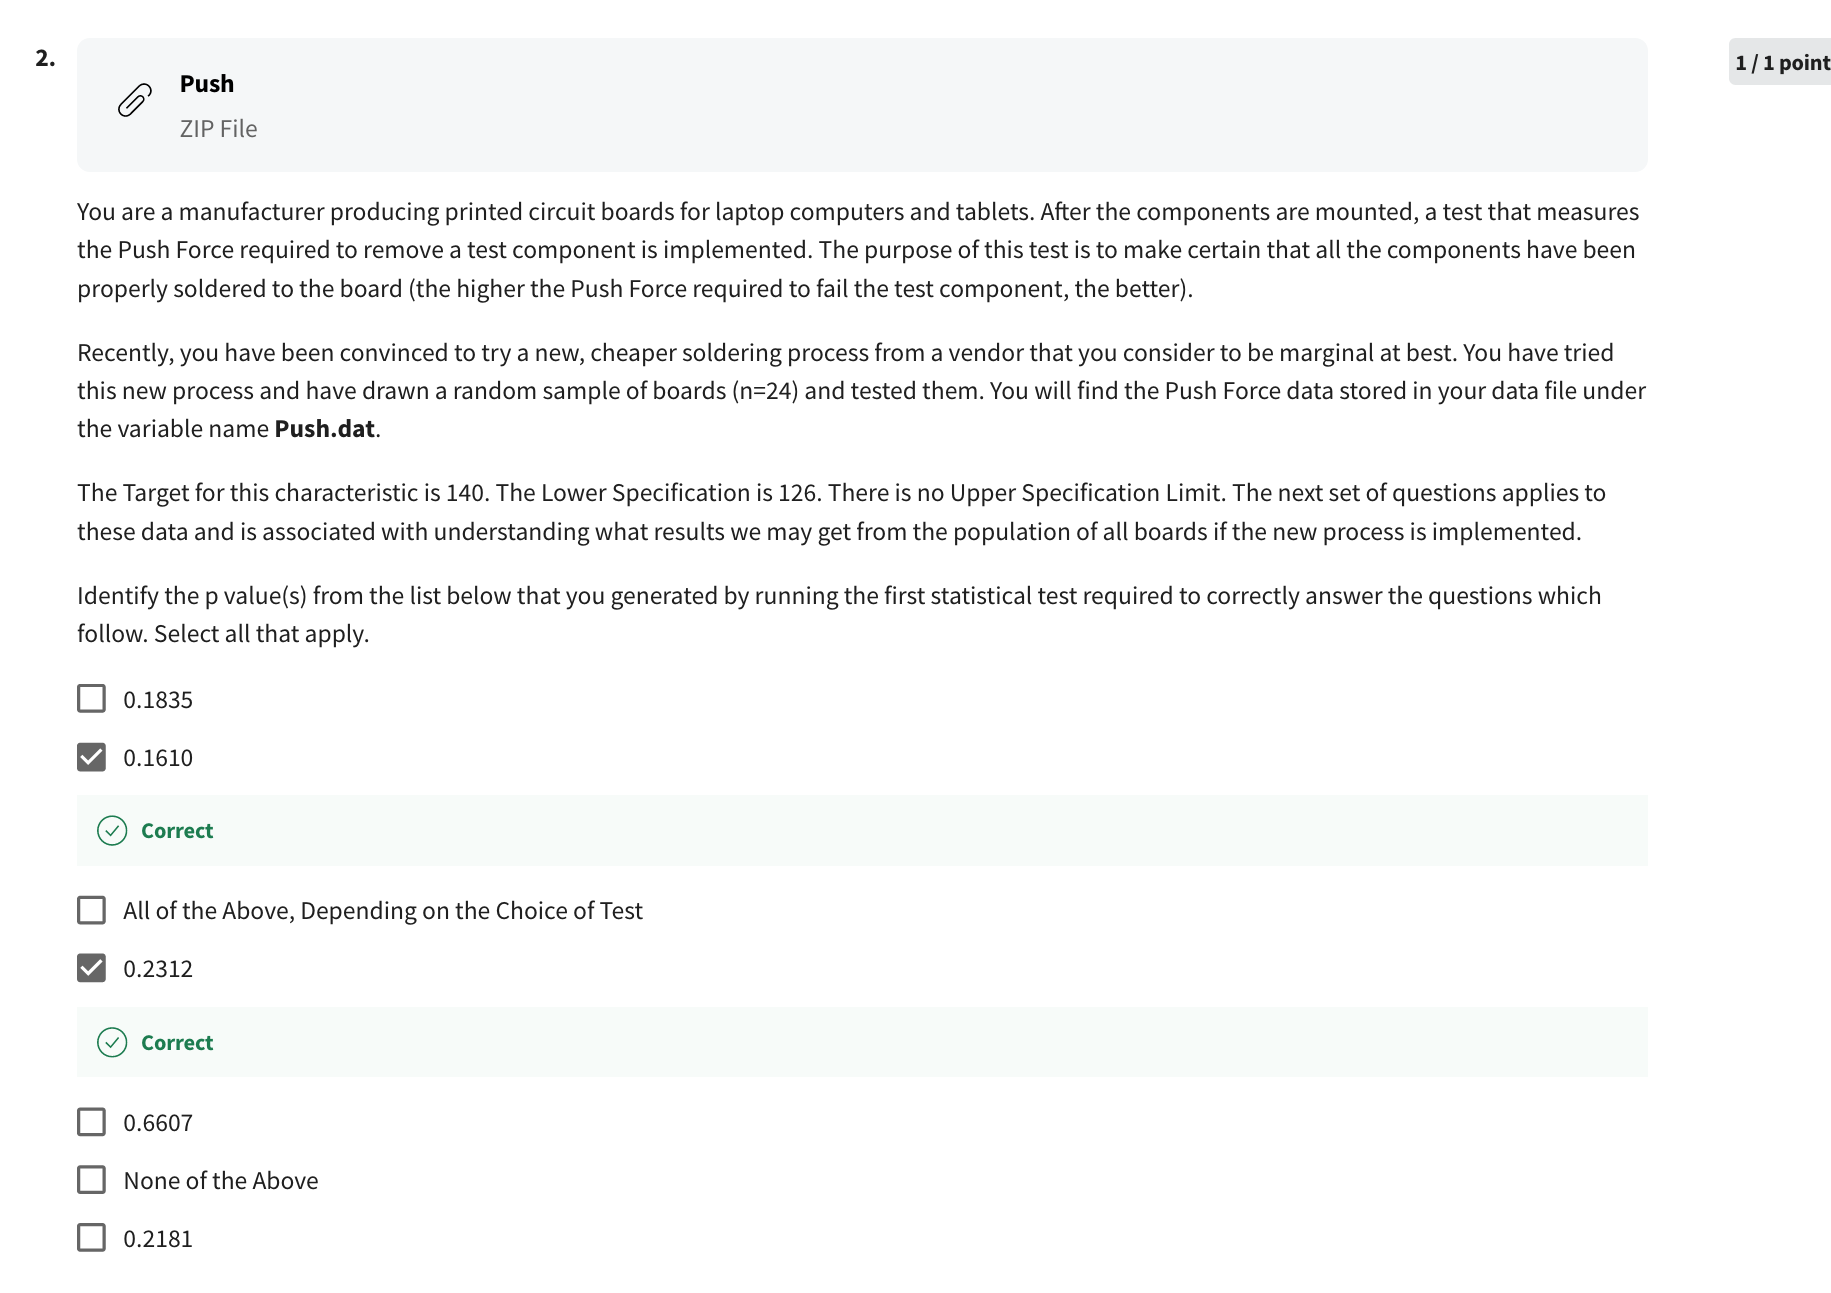 2.
Push
ZIP File
1 / 1 point
You are a manufacturer producing printed circuit boards for laptop computers and tablets. After the components are mounted, a test that measures
the Push Force required to remove a test component is implemented. The purpose of this test is to make certain that all the components have been
properly soldered to the board (the higher the Push Force required to fail the test component, the better).
Recently, you have been convinced to try a new, cheaper soldering process from a vendor that you consider to be marginal at best. You have tried
this new process and have drawn a random sample of boards (n=24) and tested them. You will find the Push Force data stored in your data file under
the variable name Push.dat.
The Target for this characteristic is 140. The Lower Specification is 126. There is no Upper Specification Limit. The next set of questions applies to
these data and is associated with understanding what results we may get from the population of all boards if the new process is implemented.
Identify the p value(s) from the list below that you generated by running the first statistical test required to correctly answer the questions which
follow. Select all that apply.
0.1835
0.1610
Correct
All of the Above, Depending on the Choice of Test
0.2312
Correct
0.6607
None of the Above
0.2181